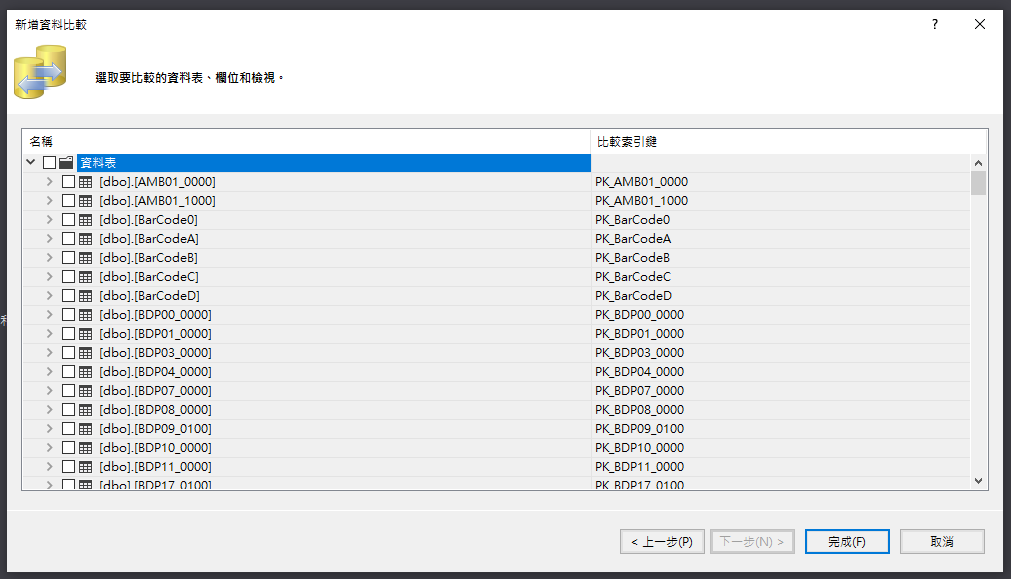 新增資料比較
?
選取要比較的資料表、欄位和檢視。
名稱 比較索引鍵
資料表
[dbo].[AMB01_0000] PK_AMB01_0000
[dbo].[AMB01_1000] PK_AMB01_1000
[dbo].[BarCode0] PK_BarCode0
[dbo].[BarCodeA] PK_BarCodeA
[dbo].[BarCodeB] PK_BarCodeB
[dbo].[BarCodeC] PK_BarCodeC
[dbo].[BarCodeD] PK_BarCodeD
[dbo].[BDP00_0000] PK_BDP00_0000
[dbo].[BDP01_0000] PK_BDP01_0000
[dbo].[BDP03_0000] PK_BDP03_0000
[dbo].[BDP04_0000] PK_BDP04_0000
[dbo].[BDP07_0000] PK_BDP07_0000
[dbo].[BDP08_0000] PK_BDP08_0000
[dbo].[BDP09_0100] PK_BDP09_0100
[dbo].[BDP10_0000] PK_BDP10_0000
[dbo].[BDP11_0000] PK_BDP11_0000
[dbo].[BDP17_0100] PK_BDP17_0100
< 上一步(P) 下一步(N) > 完成(F) 取消